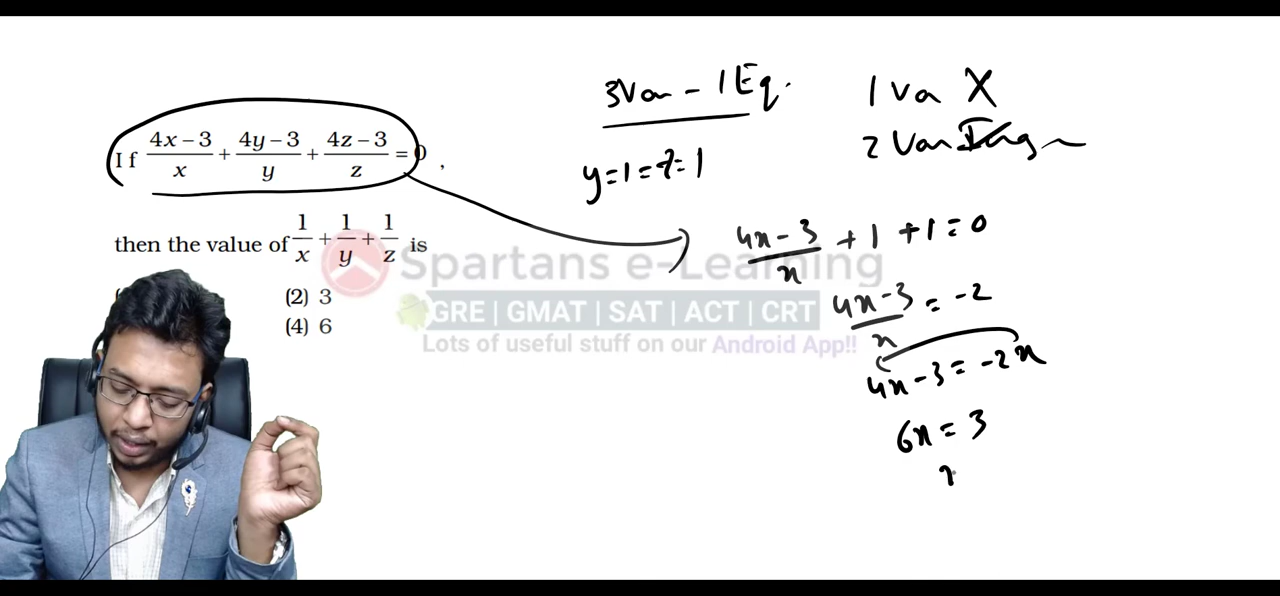 If (4x−3)/x + (4y−3)/y + (4z−3)/z = 0 ,
then the value of 1/x + 1/y + 1/z is
(2) 3
(4) 6
3Var - 1Eq.
y=1=z=1
1 Va X
2 Var
(4x-3)/x + 1 + 1 = 0
(4x-3)/x = -2
4x-3 = -2x
6x = 3
Spartans e-Learning
GRE | GMAT | SAT | ACT | CRT
Lots of useful stuff on our Android App!!